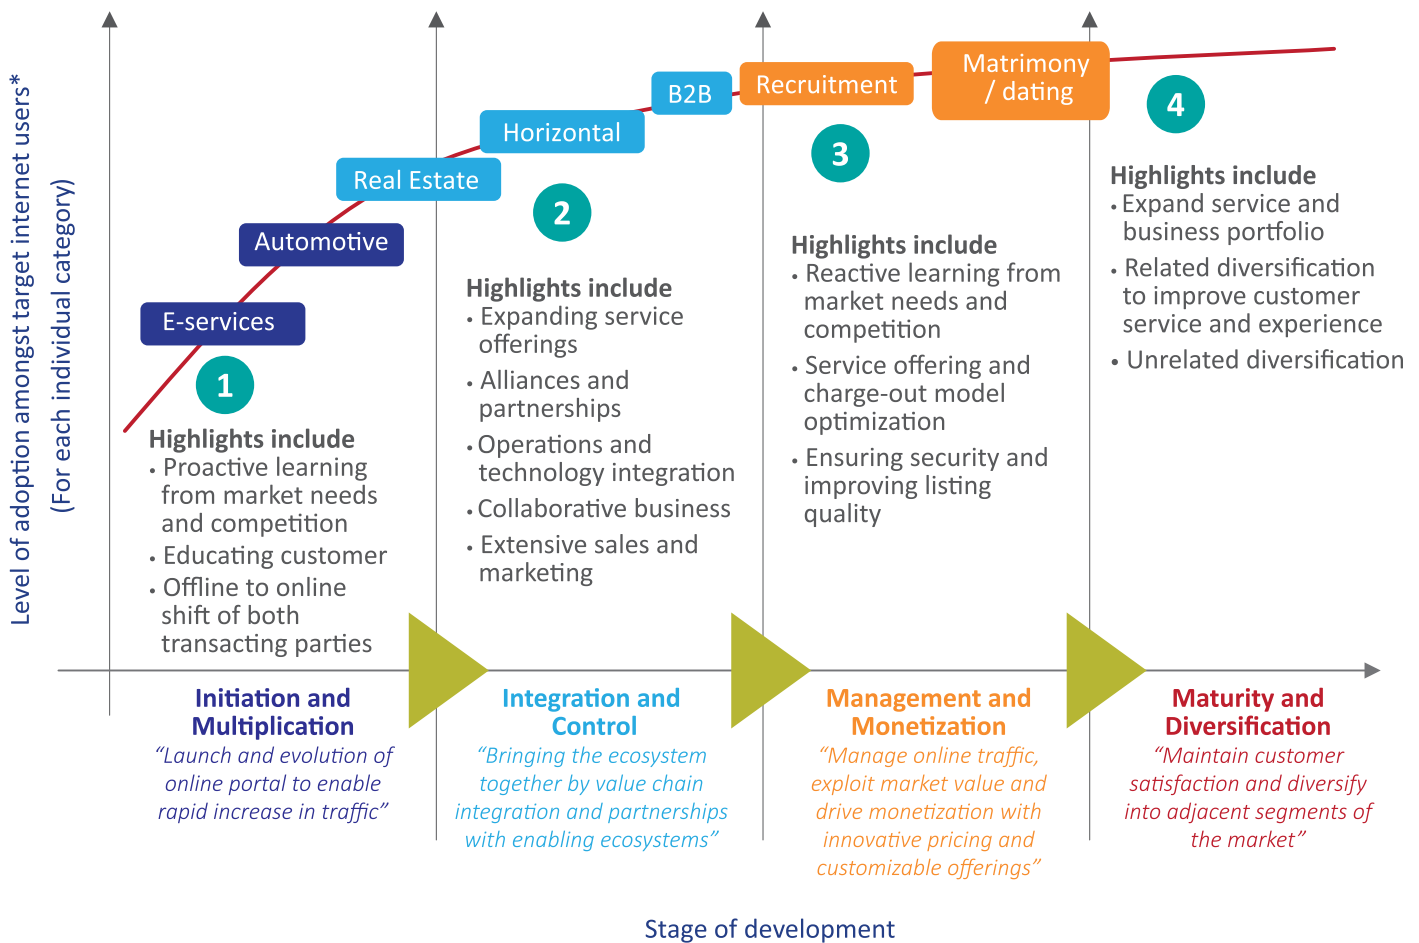 Level of adoption amongst target internet users*
(For each individual category)
E-services
Automotive
Real Estate
Horizontal
B2B
Recruitment
Matrimony
/ dating
1
Highlights include
• Proactive learning
from market needs
and competition
• Educating customer
• Offline to online
shift of both
transacting parties
2
Highlights include
• Expanding service
offerings
• Alliances and
partnerships
• Operations and
technology integration
• Collaborative business
• Extensive sales and
marketing
3
Highlights include
• Reactive learning from
market needs and
competition
• Service offering and
charge-out model
optimization
• Ensuring security and
improving listing
quality
4
Highlights include
• Expand service and
business portfolio
• Related diversification
to improve customer
service and experience
• Unrelated diversification
Initiation and
Multiplication
“Launch and evolution of
online portal to enable
rapid increase in traffic”
Integration and
Control
“Bringing the ecosystem
together by value chain
integration and partnerships
with enabling ecosystems”
Management and
Monetization
“Manage online traffic,
exploit market value and
drive monetization with
innovative pricing and
customizable offerings”
Maturity and
Diversification
“Maintain customer
satisfaction and diversify
into adjacent segments of
the market”
Stage of development